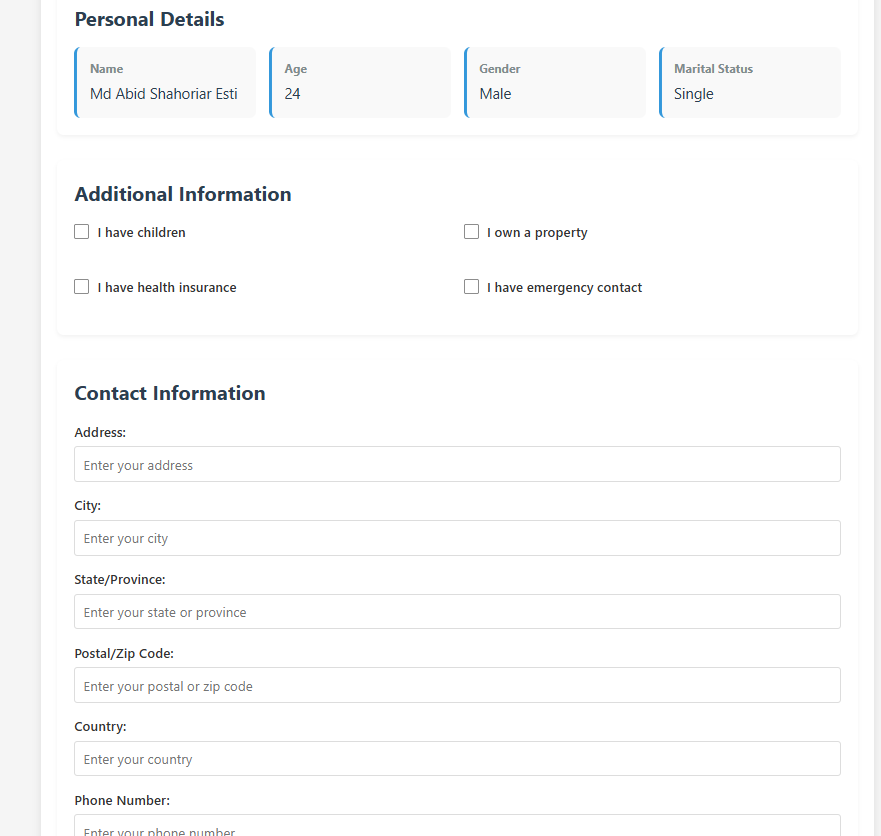 Personal Details
Name Age Gender Marital Status
Md Abid Shahoriar Esti 24 Male Single
Additional Information
I have children I own a property
I have health insurance I have emergency contact
Contact Information
Address:
Enter your address
City:
Enter your city
State/Province:
Enter your state or province
Postal/Zip Code:
Enter your postal or zip code
Country:
Enter your country
Phone Number:
Enter your phone number